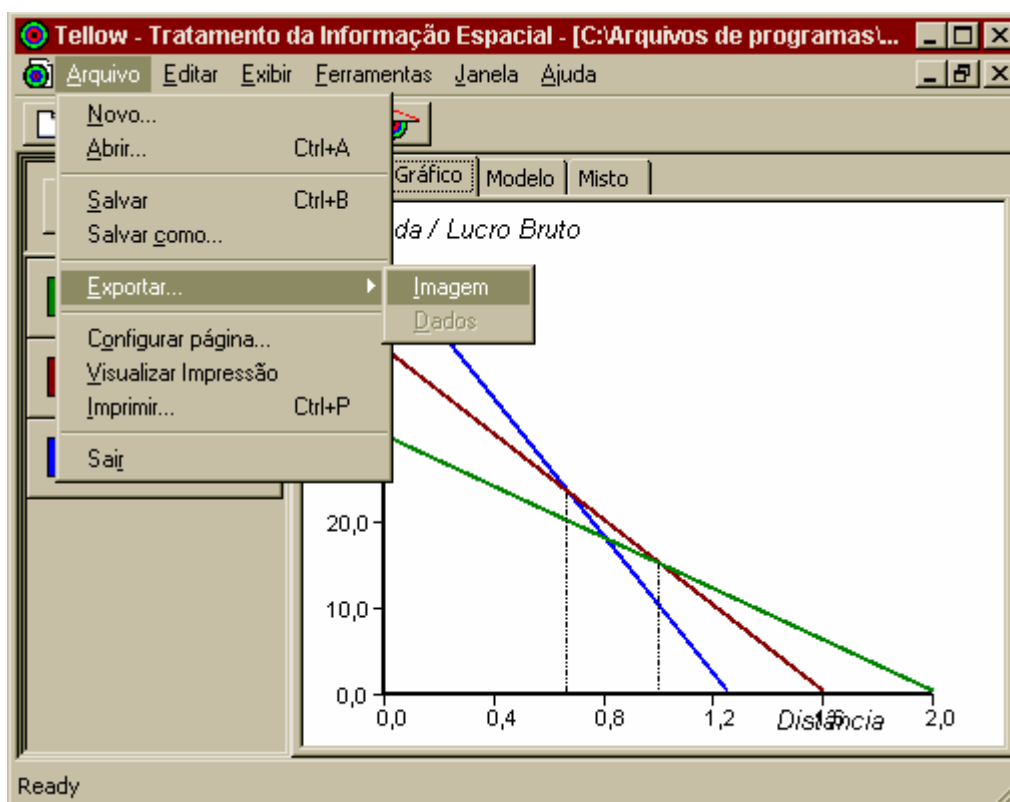 Tellow - Tratamento da Informação Espacial - [C:\Arquivos de programas\...
Arquivo Editar Exibir Ferramentas Janela Ajuda
Novo...
Abrir... Ctrl+A
Salvar Ctrl+B
Salvar como...
Exportar...
Imagem
Dados
Configurar página...
Visualizar Impressão
Imprimir... Ctrl+P
Sair
Gráfico Modelo Misto
da / Lucro Bruto
20,0
10,0
0,0
0,0 0,4 0,8 1,2 1,6 2,0
Distância
Ready